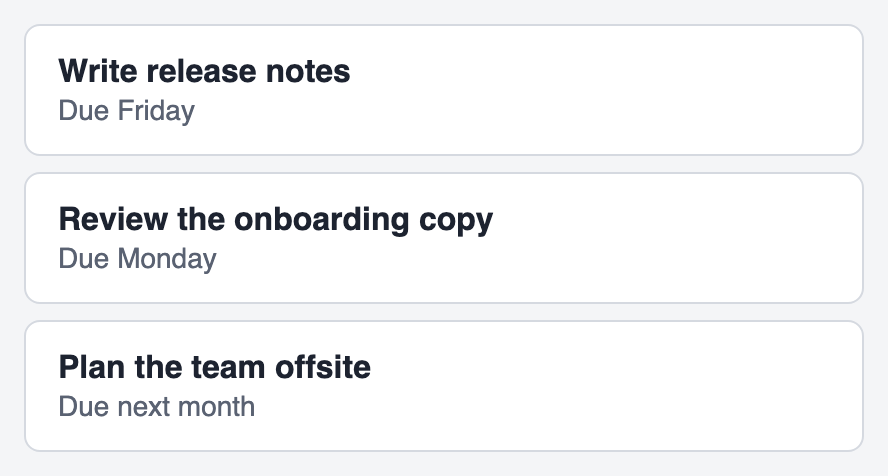 Write release notes
Due Friday
Review the onboarding copy
Due Monday
Plan the team offsite
Due next month